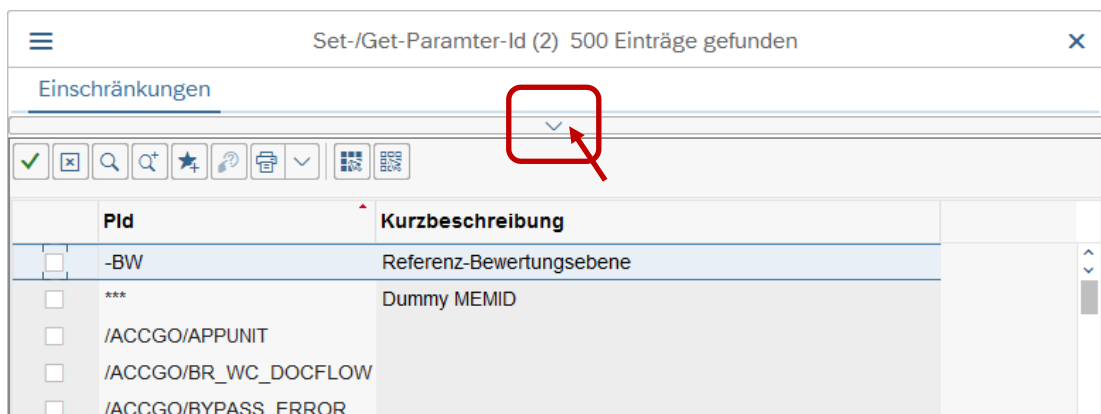 Set-/Get-Paramter-Id (2) 500 Einträge gefunden
Einschränkungen
PId Kurzbeschreibung
-BW Referenz-Bewertungsebene
*** Dummy MEMID
/ACCGO/APPUNIT
/ACCGO/BR_WC_DOCFLOW
/ACCGO/BYPASS_ERROR